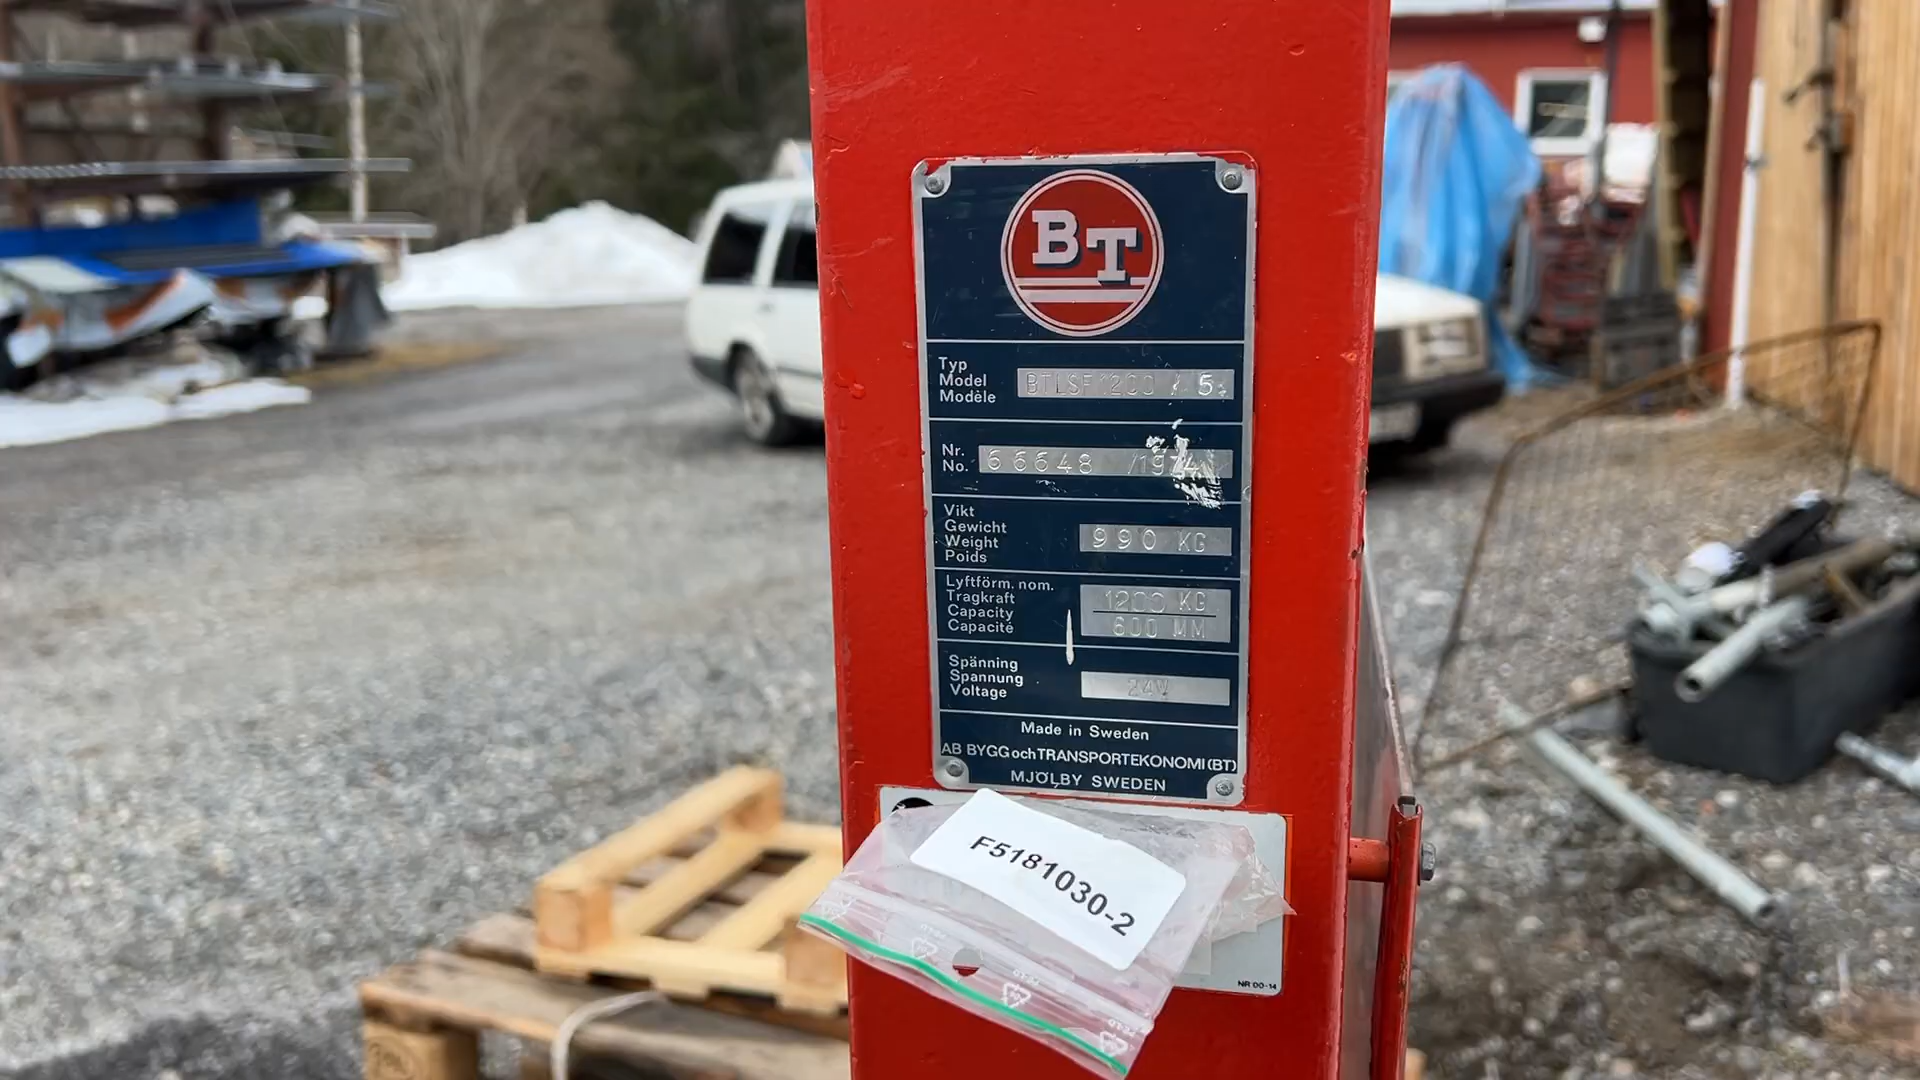 BT
Typ
Model
Modèle
BTLSF 1200 / 5
Nr.
No.
66648 /1974
Vikt
Gewicht
Weight
Poids
990 KG
Lyftförm. nom.
Tragkraft
Capacity
Capacité
1200 KG
600 MM
Spänning
Spannung
Voltage
24V
Made in Sweden
AB BYGG och TRANSPORTEKONOMI (BT)
MJÖLBY SWEDEN
F5181030-2
NR 00-14